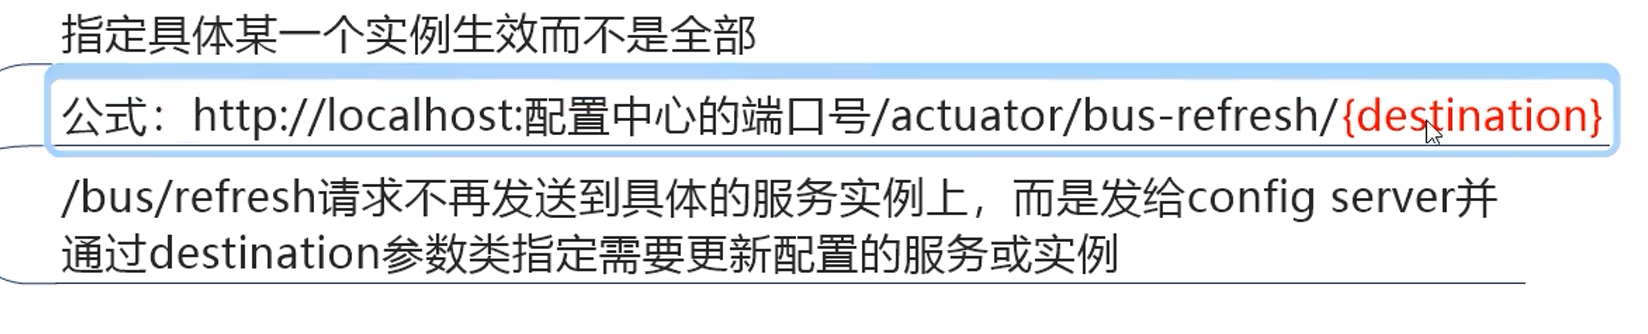 指定具体某一个实例生效而不是全部
公式：http://localhost:配置中心的端口号/actuator/bus-refresh/{destination}
/bus/refresh请求不再发送到具体的服务实例上，而是发给config server并
通过destination参数类指定需要更新配置的服务或实例